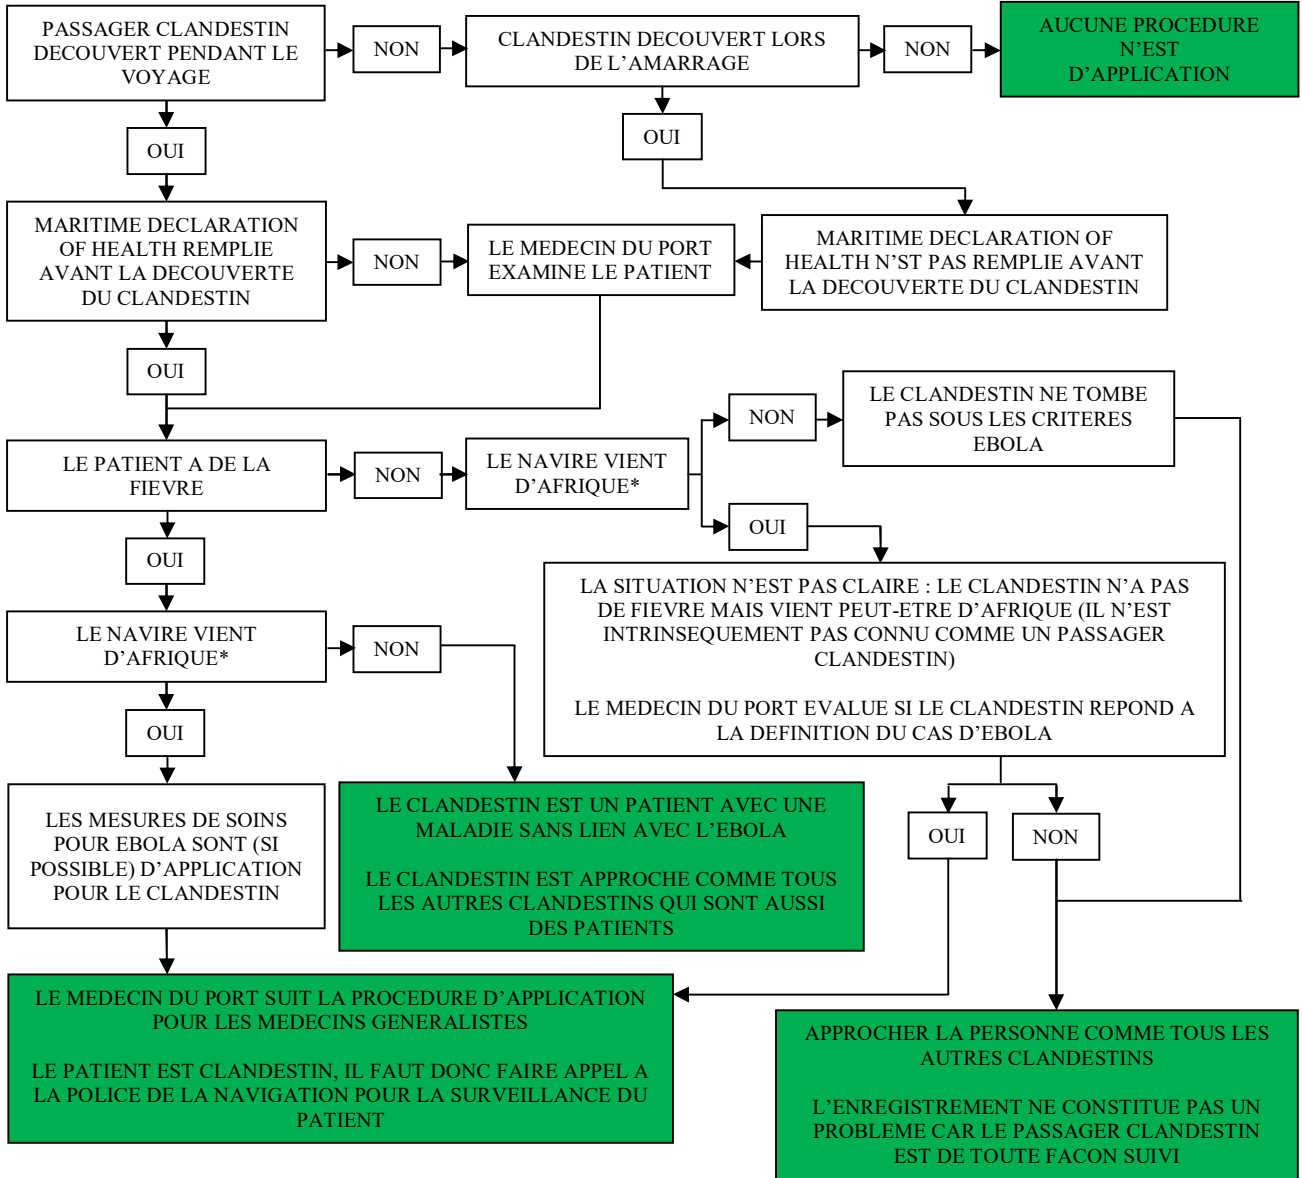 PASSAGER CLANDESTIN
DECOUVERT PENDANT LE
VOYAGE
NON
CLANDESTIN DECOUVERT LORS
DE L'AMARRAGE
NON
AUCUNE PROCEDURE
N'EST
D'APPLICATION
OUI
OUI
MARITIME DECLARATION
OF HEALTH REMPLIE
AVANT LA DECOUVERTE
DU CLANDESTIN
NON
LE MEDECIN DU PORT
EXAMINE LE PATIENT
MARITIME DECLARATION OF
HEALTH N'ST PAS REMPLIE AVANT
LA DECOUVERTE DU CLANDESTIN
OUI
LE PATIENT A DE LA
FIEVRE
NON
LE NAVIRE VIENT
D'AFRIQUE*
NON
LE CLANDESTIN NE TOMBE
PAS SOUS LES CRITERES
EBOLA
OUI
OUI
LA SITUATION N'EST PAS CLAIRE : LE CLANDESTIN N'A PAS
DE FIEVRE MAIS VIENT PEUT-ETRE D'AFRIQUE (IL N'EST
INTRINSEQUEMENT PAS CONNU COMME UN PASSAGER
CLANDESTIN)
LE MEDECIN DU PORT EVALUE SI LE CLANDESTIN REPOND A
LA DEFINITION DU CAS D'EBOLA
LE NAVIRE VIENT
D'AFRIQUE*
NON
OUI
LES MESURES DE SOINS
POUR EBOLA SONT (SI
POSSIBLE) D'APPLICATION
POUR LE CLANDESTIN
LE CLANDESTIN EST UN PATIENT AVEC UNE
MALADIE SANS LIEN AVEC L'EBOLA
LE CLANDESTIN EST APPROCHE COMME TOUS
LES AUTRES CLANDESTINS QUI SONT AUSSI
DES PATIENTS
OUI
NON
LE MEDECIN DU PORT SUIT LA PROCEDURE D'APPLICATION
POUR LES MEDECINS GENERALISTES
LE PATIENT EST CLANDESTIN, IL FAUT DONC FAIRE APPEL A
LA POLICE DE LA NAVIGATION POUR LA SURVEILLANCE DU
PATIENT
APPROCHER LA PERSONNE COMME TOUS LES
AUTRES CLANDESTINS
L'ENREGISTREMENT NE CONSTITUE PAS UN
PROBLEME CAR LE PASSAGER CLANDESTIN
EST DE TOUTE FACON SUIVI